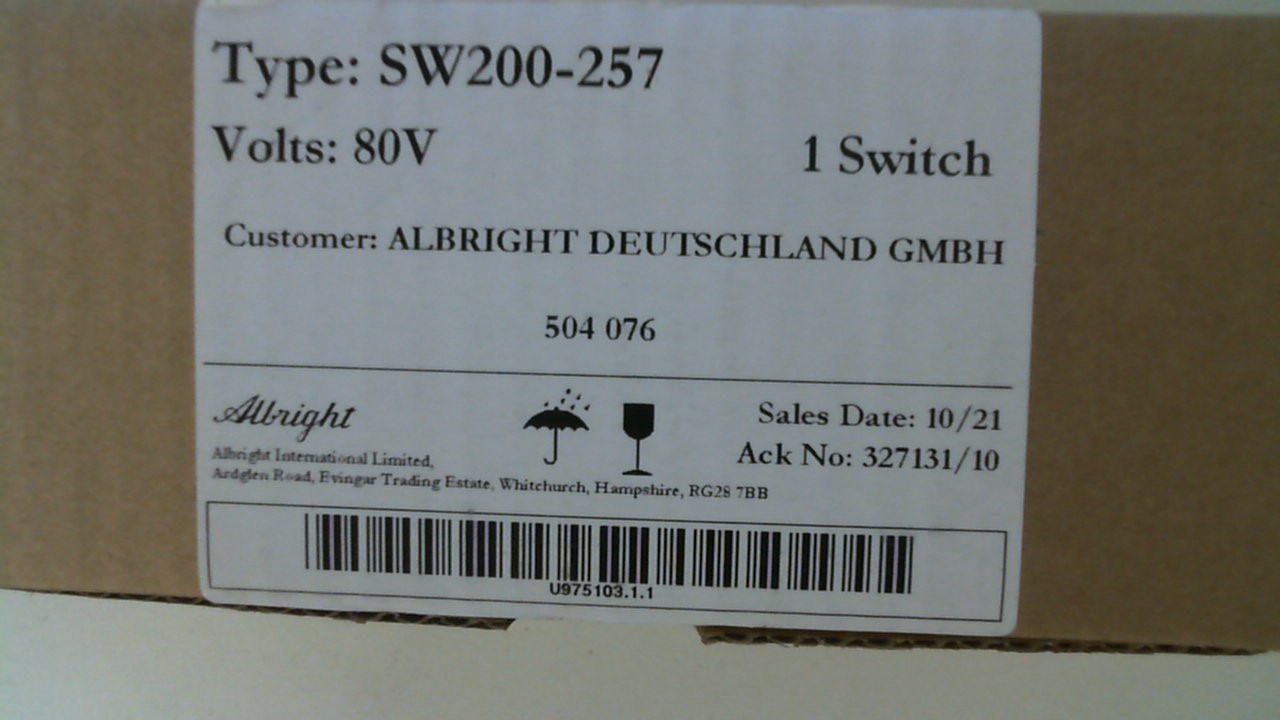 Type: SW200-257
Volts: 80V
1 Switch
Customer: ALBRIGHT DEUTSCHLAND GMBH
504 076
Albright
Sales Date: 10/21
Ack No: 327131/10
Albright International Limited,
Ardglen Road, Evingar Trading Estate, Whitchurch, Hampshire, RG28 7BB
U975103.1.1